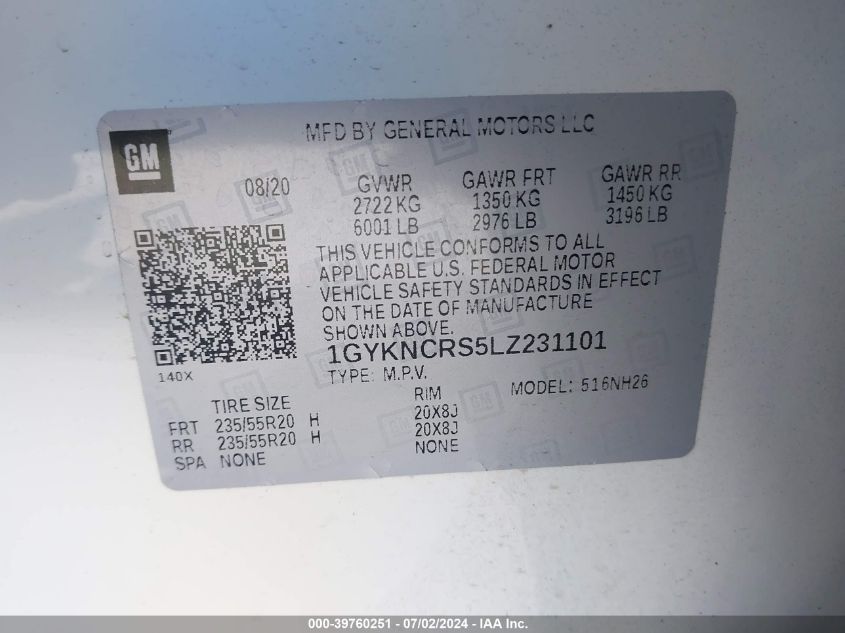 MFD BY GENERAL MOTORS LLC
GM
08/20
GVWR GAWR FRT GAWR RR
2722 KG 1350 KG 1450 KG
6001 LB 2976 LB 3196 LB
THIS VEHICLE CONFORMS TO ALL
APPLICABLE U.S. FEDERAL MOTOR
VEHICLE SAFETY STANDARDS IN EFFECT
ON THE DATE OF MANUFACTURE
SHOWN ABOVE.
1GYKNCRS5LZ231101
140X
TYPE: M.P.V. MODEL: 516NH26
TIRE SIZE RIM
FRT 235/55R20 H 20X8J
RR 235/55R20 H 20X8J
SPA NONE NONE
000-39760251 - 07/02/2024 - IAA Inc.